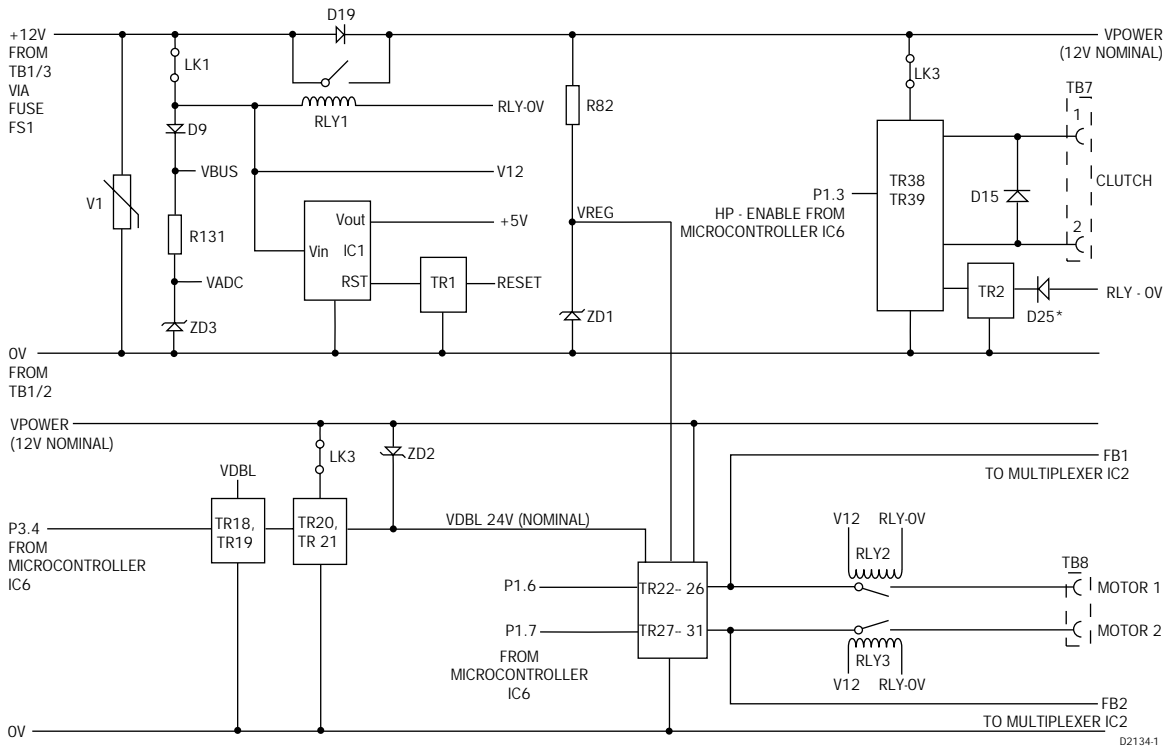 +12V
FROM
TB1/3
VIA
FUSE
FS1
D19
LK1
RLY1
RLY-0V
D9
VBUS
V12
V1
R131
Vout
+5V
Vin
IC1
RST
TR1
RESET
VADC
ZD3
R82
VREG
ZD1
VPOWER
(12V NOMINAL)
LK3
TB7
1
TR38
TR39
P1.3
HP - ENABLE FROM
MICROCONTROLLER IC6
D15
CLUTCH
2
TR2
D25*
RLY - 0V
0V
FROM
TB1/2
VPOWER
(12V NOMINAL)
LK3
ZD2
VDBL
P3.4
FROM
MICROCONTROLLER
IC6
TR18,
TR19
TR20,
TR 21
VDBL 24V (NOMINAL)
FB1
TO MULTIPLEXER IC2
V12 RLY-0V
RLY2
TB8
MOTOR 1
P1.6
TR22-- 26
P1.7
TR27-- 31
MOTOR 2
FROM
MICROCONTROLLER
IC6
RLY3
V12 RLY-0V
FB2
TO MULTIPLEXER IC2
0V
D2134-1